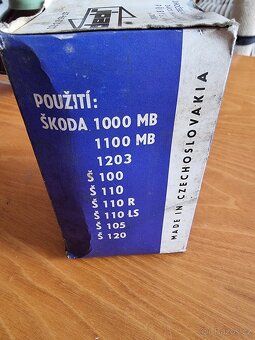 POUŽITÍ:
ŠKODA 1000 MB
1100 MB
1203
Š 100
Š 110
Š 110 R
Š 110 LS
Š 105
Š 120
MADE IN CZECHOSLOVAKIA